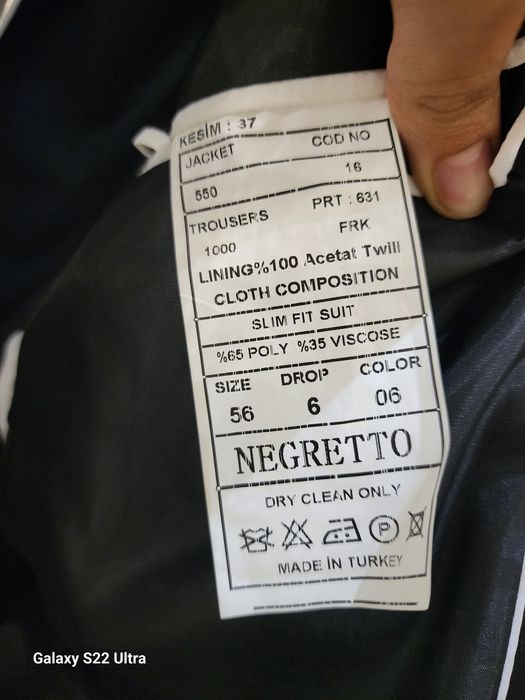 KESİM : 37
JACKET COD NO
550 16
TROUSERS PRT : 631
1000 FRK
LINING%100 Acetat Twill
CLOTH COMPOSITION
SLIM FIT SUIT
%65 POLY %35 VISCOSE
SIZE DROP COLOR
56 6 06
NEGRETTO
DRY CLEAN ONLY
P
MADE İN TURKEY
Galaxy S22 Ultra